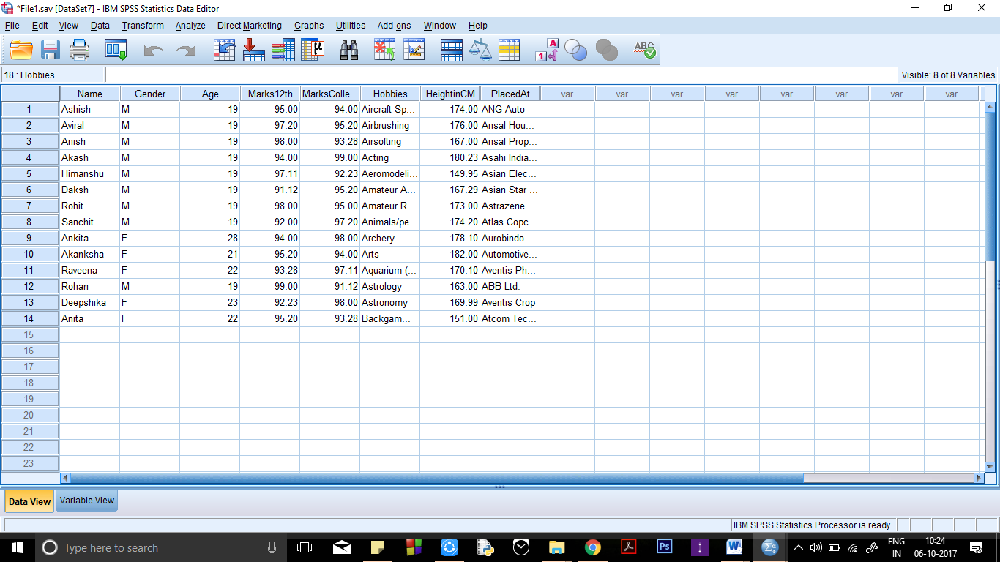 *File1.sav [DataSet7] - IBM SPSS Statistics Data Editor
File Edit View Data Transform Analyze Direct Marketing Graphs Utilities Add-ons Window Help
18 : Hobbies Visible: 8 of 8 Variables
Name Gender Age Marks12th MarksColle... Hobbies HeightinCM PlacedAt var var var var var var var var
1 Ashish M 19 95.00 94.00 Aircraft Sp... 174.00 ANG Auto
2 Aviral M 19 97.20 95.20 Airbrushing 176.00 Ansal Hou...
3 Anish M 19 98.00 93.28 Airsofting 167.00 Ansal Prop...
4 Akash M 19 94.00 99.00 Acting 180.23 Asahi India...
5 Himanshu M 19 97.11 92.23 Aeromodeli... 149.95 Asian Elec...
6 Daksh M 19 91.12 95.20 Amateur A... 167.29 Asian Star ...
7 Rohit M 19 98.00 95.00 Amateur R... 173.00 Astrazene...
8 Sanchit M 19 92.00 97.20 Animals/pe... 174.20 Atlas Copc...
9 Ankita F 28 94.00 98.00 Archery 178.10 Aurobindo ...
10 Akanksha F 21 95.20 94.00 Arts 182.00 Automotive...
11 Raveena F 22 93.28 97.11 Aquarium (... 170.10 Aventis Ph...
12 Rohan M 19 99.00 91.12 Astrology 163.00 ABB Ltd.
13 Deepshika F 23 92.23 98.00 Astronomy 169.99 Aventis Crop
14 Anita F 22 95.20 93.28 Backgam... 151.00 Atcom Tec...
15
16
17
18
19
20
21
22
23
Data View Variable View
IBM SPSS Statistics Processor is ready
Type here to search
ENG 10:24
IN 06-10-2017